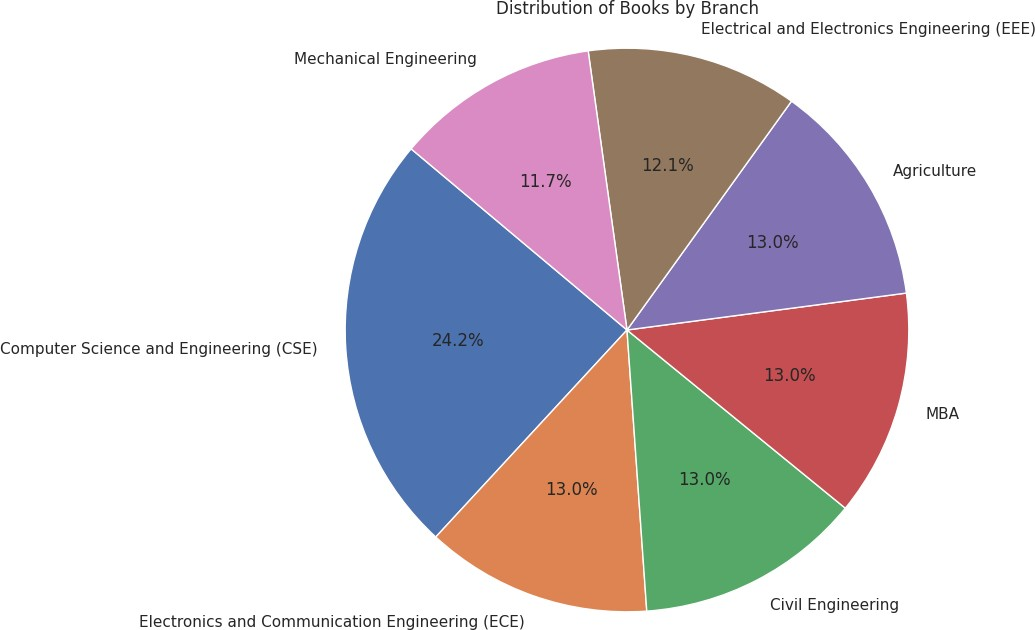 Distribution of Books by Branch
Electrical and Electronics Engineering (EEE)
Mechanical Engineering
12.1%
11.7%
Agriculture
13.0%
24.2%
Computer Science and Engineering (CSE)
13.0%
MBA
13.0%
13.0%
Civil Engineering
Electronics and Communication Engineering (ECE)